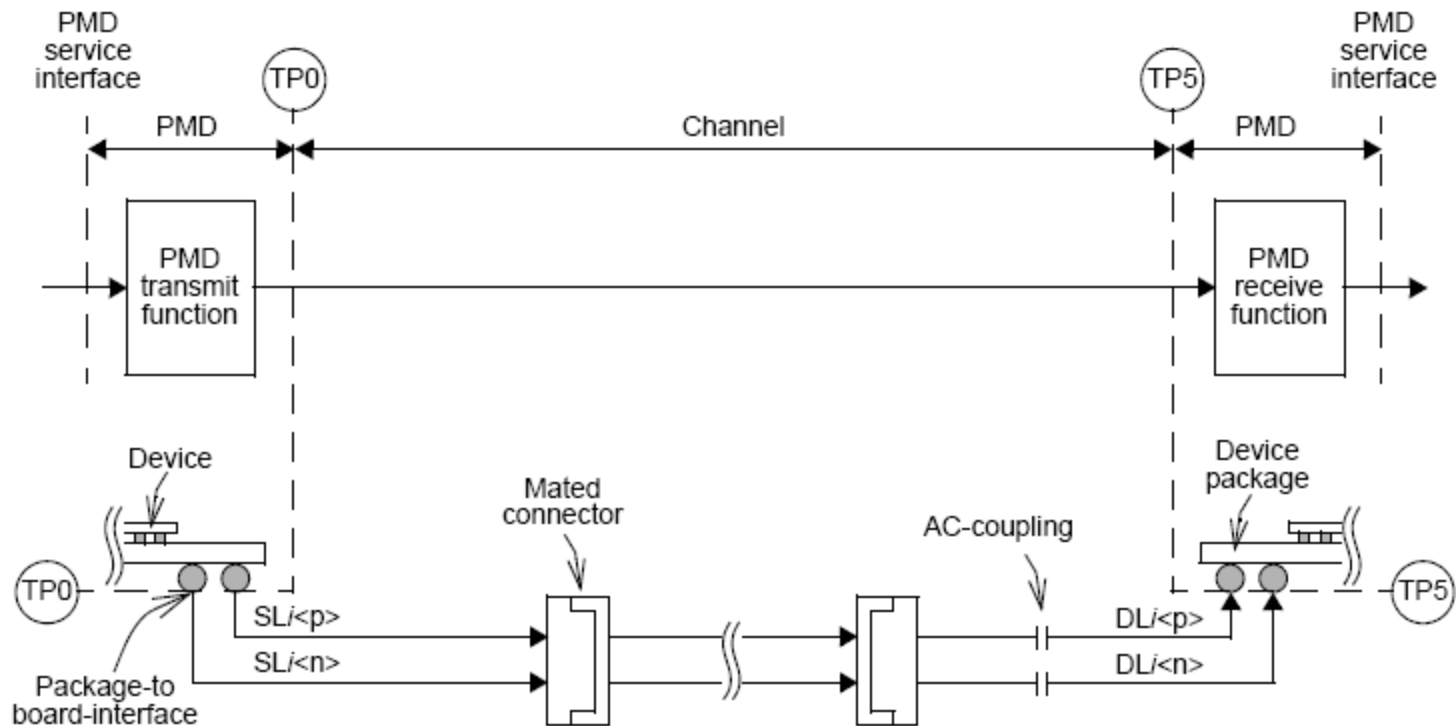 PMD
service
interface
TP0
TP5
PMD
service
interface
PMD
Channel
PMD
PMD
transmit
function
PMD
receive
function
Device
Mated
connector
AC-coupling
Device
package
TP0
TP5
SLi<p>
DLi<p>
SLi<n>
DLi<n>
Package-to
board-interface